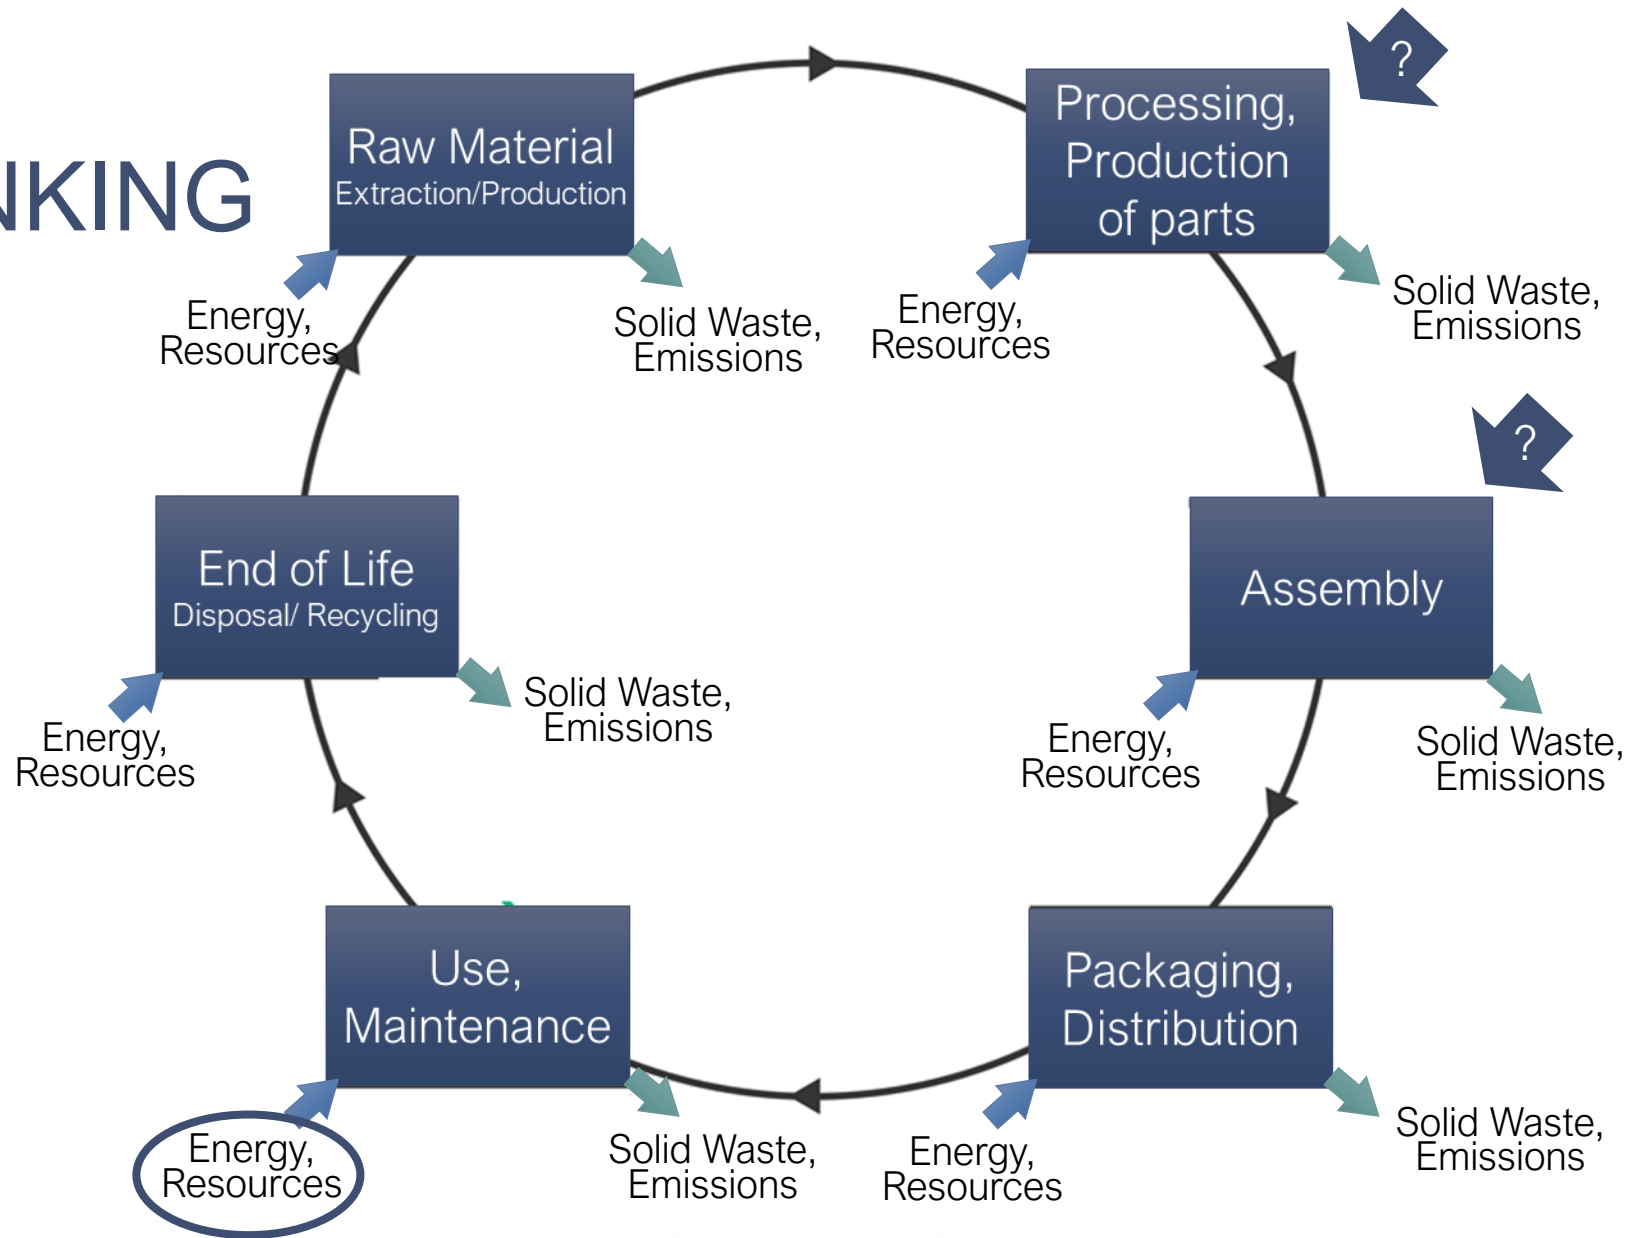 NKING
Raw Material
Extraction/Production
Energy,
Resources
Solid Waste,
Emissions
?
Processing,
Production
of parts
Energy,
Resources
Solid Waste,
Emissions
?
Assembly
Energy,
Resources
Solid Waste,
Emissions
Packaging,
Distribution
Energy,
Resources
Solid Waste,
Emissions
Use,
Maintenance
Energy,
Resources
Solid Waste,
Emissions
End of Life
Disposal/ Recycling
Energy,
Resources
Solid Waste,
Emissions